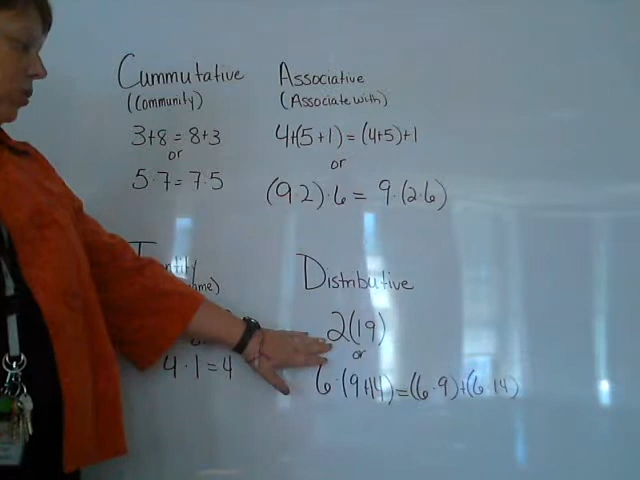 Cummutative
(Community)
3+8 = 8+3
or
5·7 = 7·5
Associative
(Associate with)
4+(5+1) = (4+5)+1
or
(9·2)·6 = 9·(2·6)
4·1=4
Distributive
2(19)
or
6·(9+14)=(6·9)+(6·14)